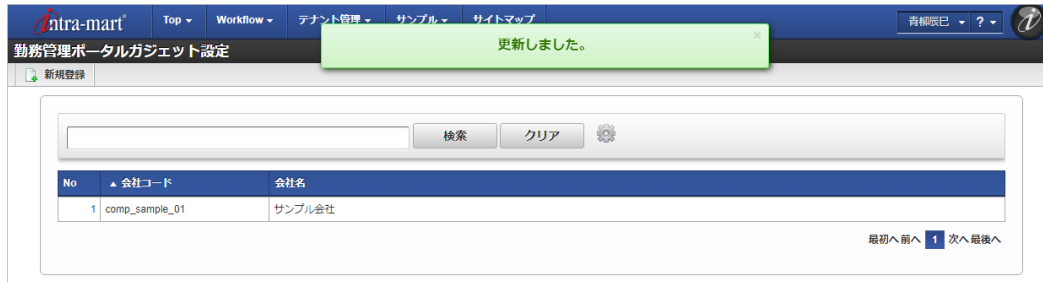 intra-mart® Top Workflow テナント管理 サンプル サイトマップ 青柳辰巳 ?
更新しました。
×
勤務管理ポータルガジェット設定
新規登録
検索 クリア
No ▲ 会社コード 会社名
1 comp_sample_01 サンプル会社
最初へ 前へ 1 次へ 最後へ